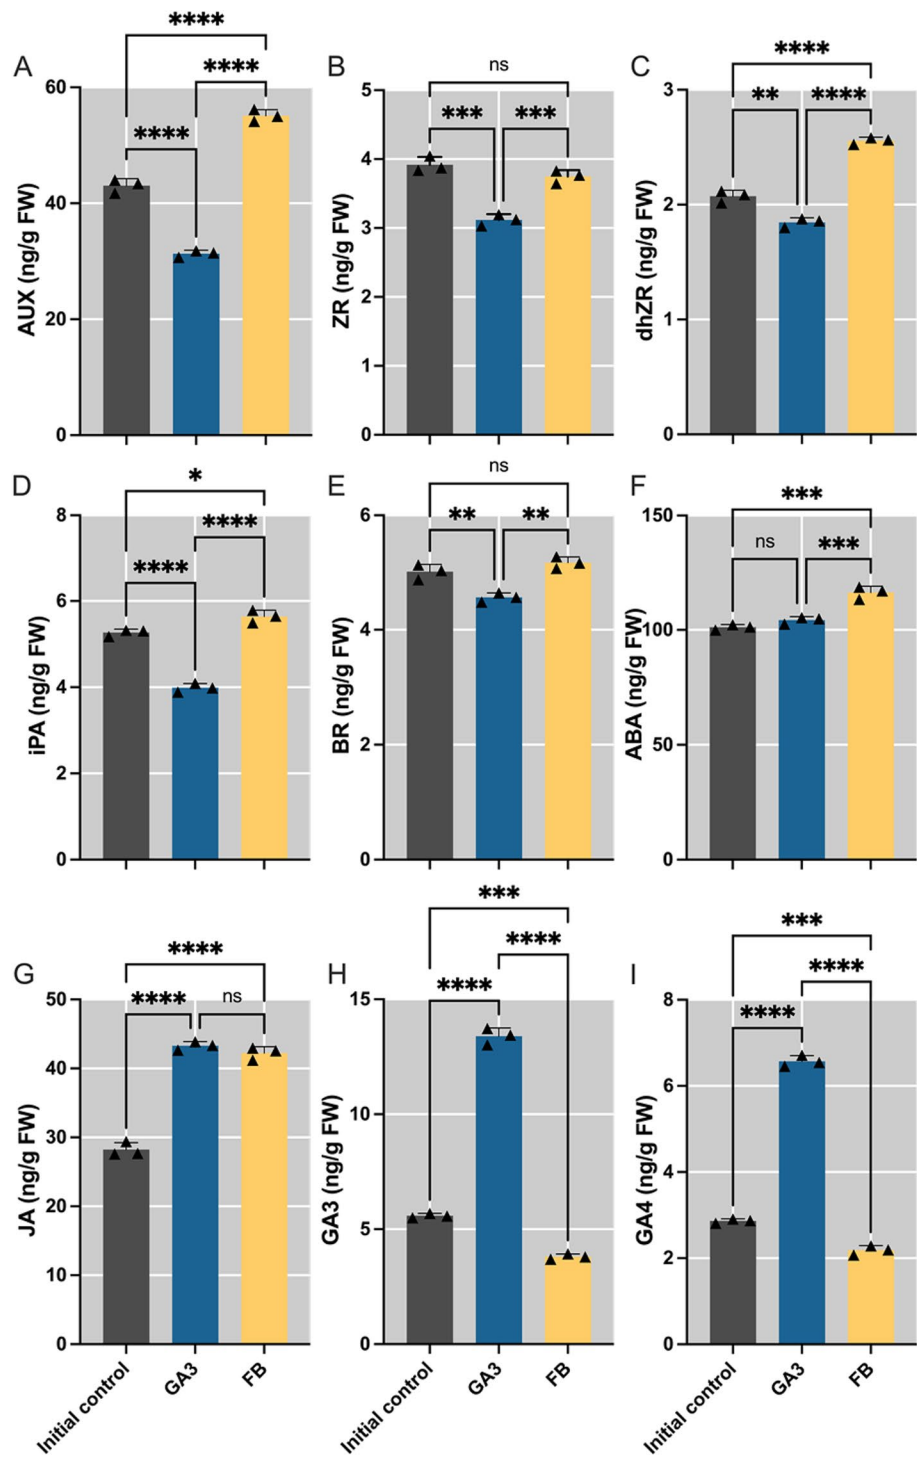 ****
A
****
****
AUX (ng/g FW)
60
40
20
0
B
ns
***
***
ZR (ng/g FW)
5
4
3
2
1
0
C
****
**
****
dhZR (ng/g FW)
3
2
1
0
D
*
****
****
iPA (ng/g FW)
8
6
4
2
0
E
ns
**
**
BR (ng/g FW)
6
4
2
0
F
***
ns
***
ABA (ng/g FW)
150
100
50
0
G
****
****
ns
JA (ng/g FW)
50
40
30
20
10
0
Initial control
GA3
FB
H
***
****
****
GA3 (ng/g FW)
15
10
5
0
Initial control
GA3
FB
I
***
****
****
GA4 (ng/g FW)
8
6
4
2
0
Initial control
GA3
FB